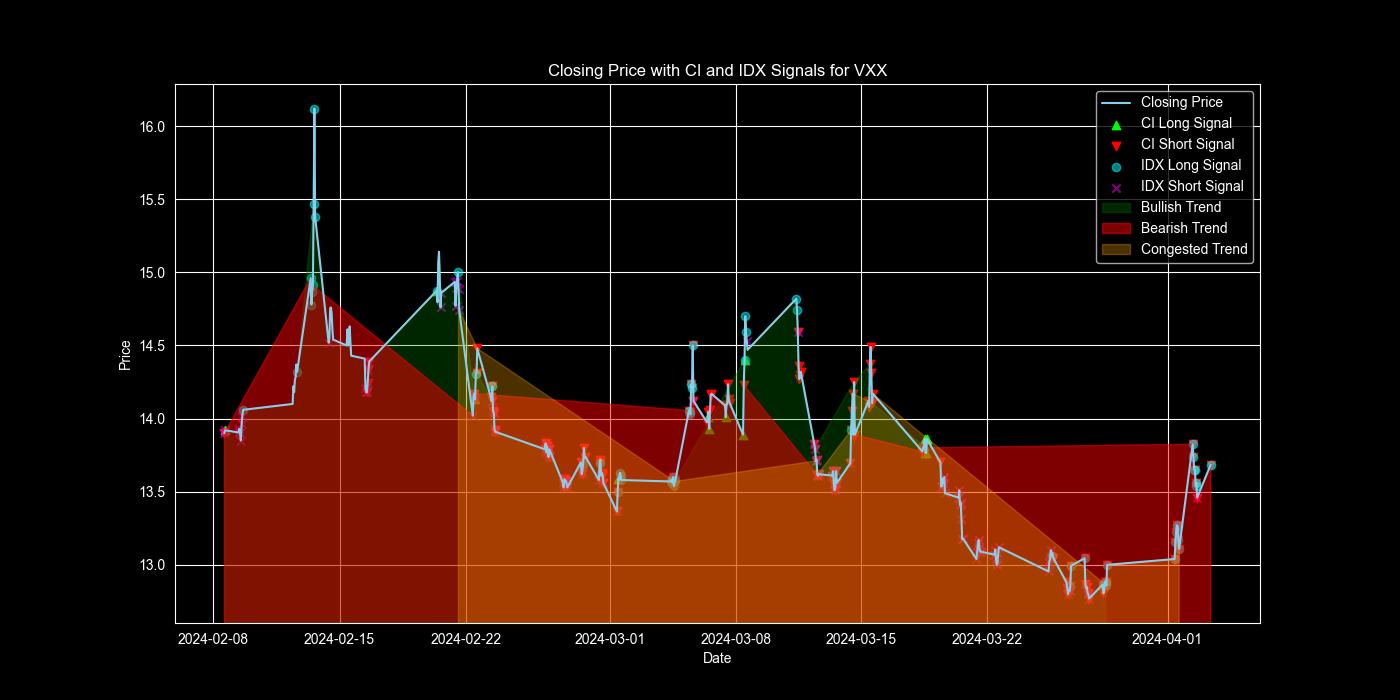 Closing Price with CI and IDX Signals for VXX
Closing Price
CI Long Signal
CI Short Signal
IDX Long Signal
IDX Short Signal
Bullish Trend
Bearish Trend
Congested Trend
Price
16.0
15.5
15.0
14.5
14.0
13.5
13.0
2024-02-08 2024-02-15 2024-02-22 2024-03-01 2024-03-08 2024-03-15 2024-03-22 2024-04-01
Date